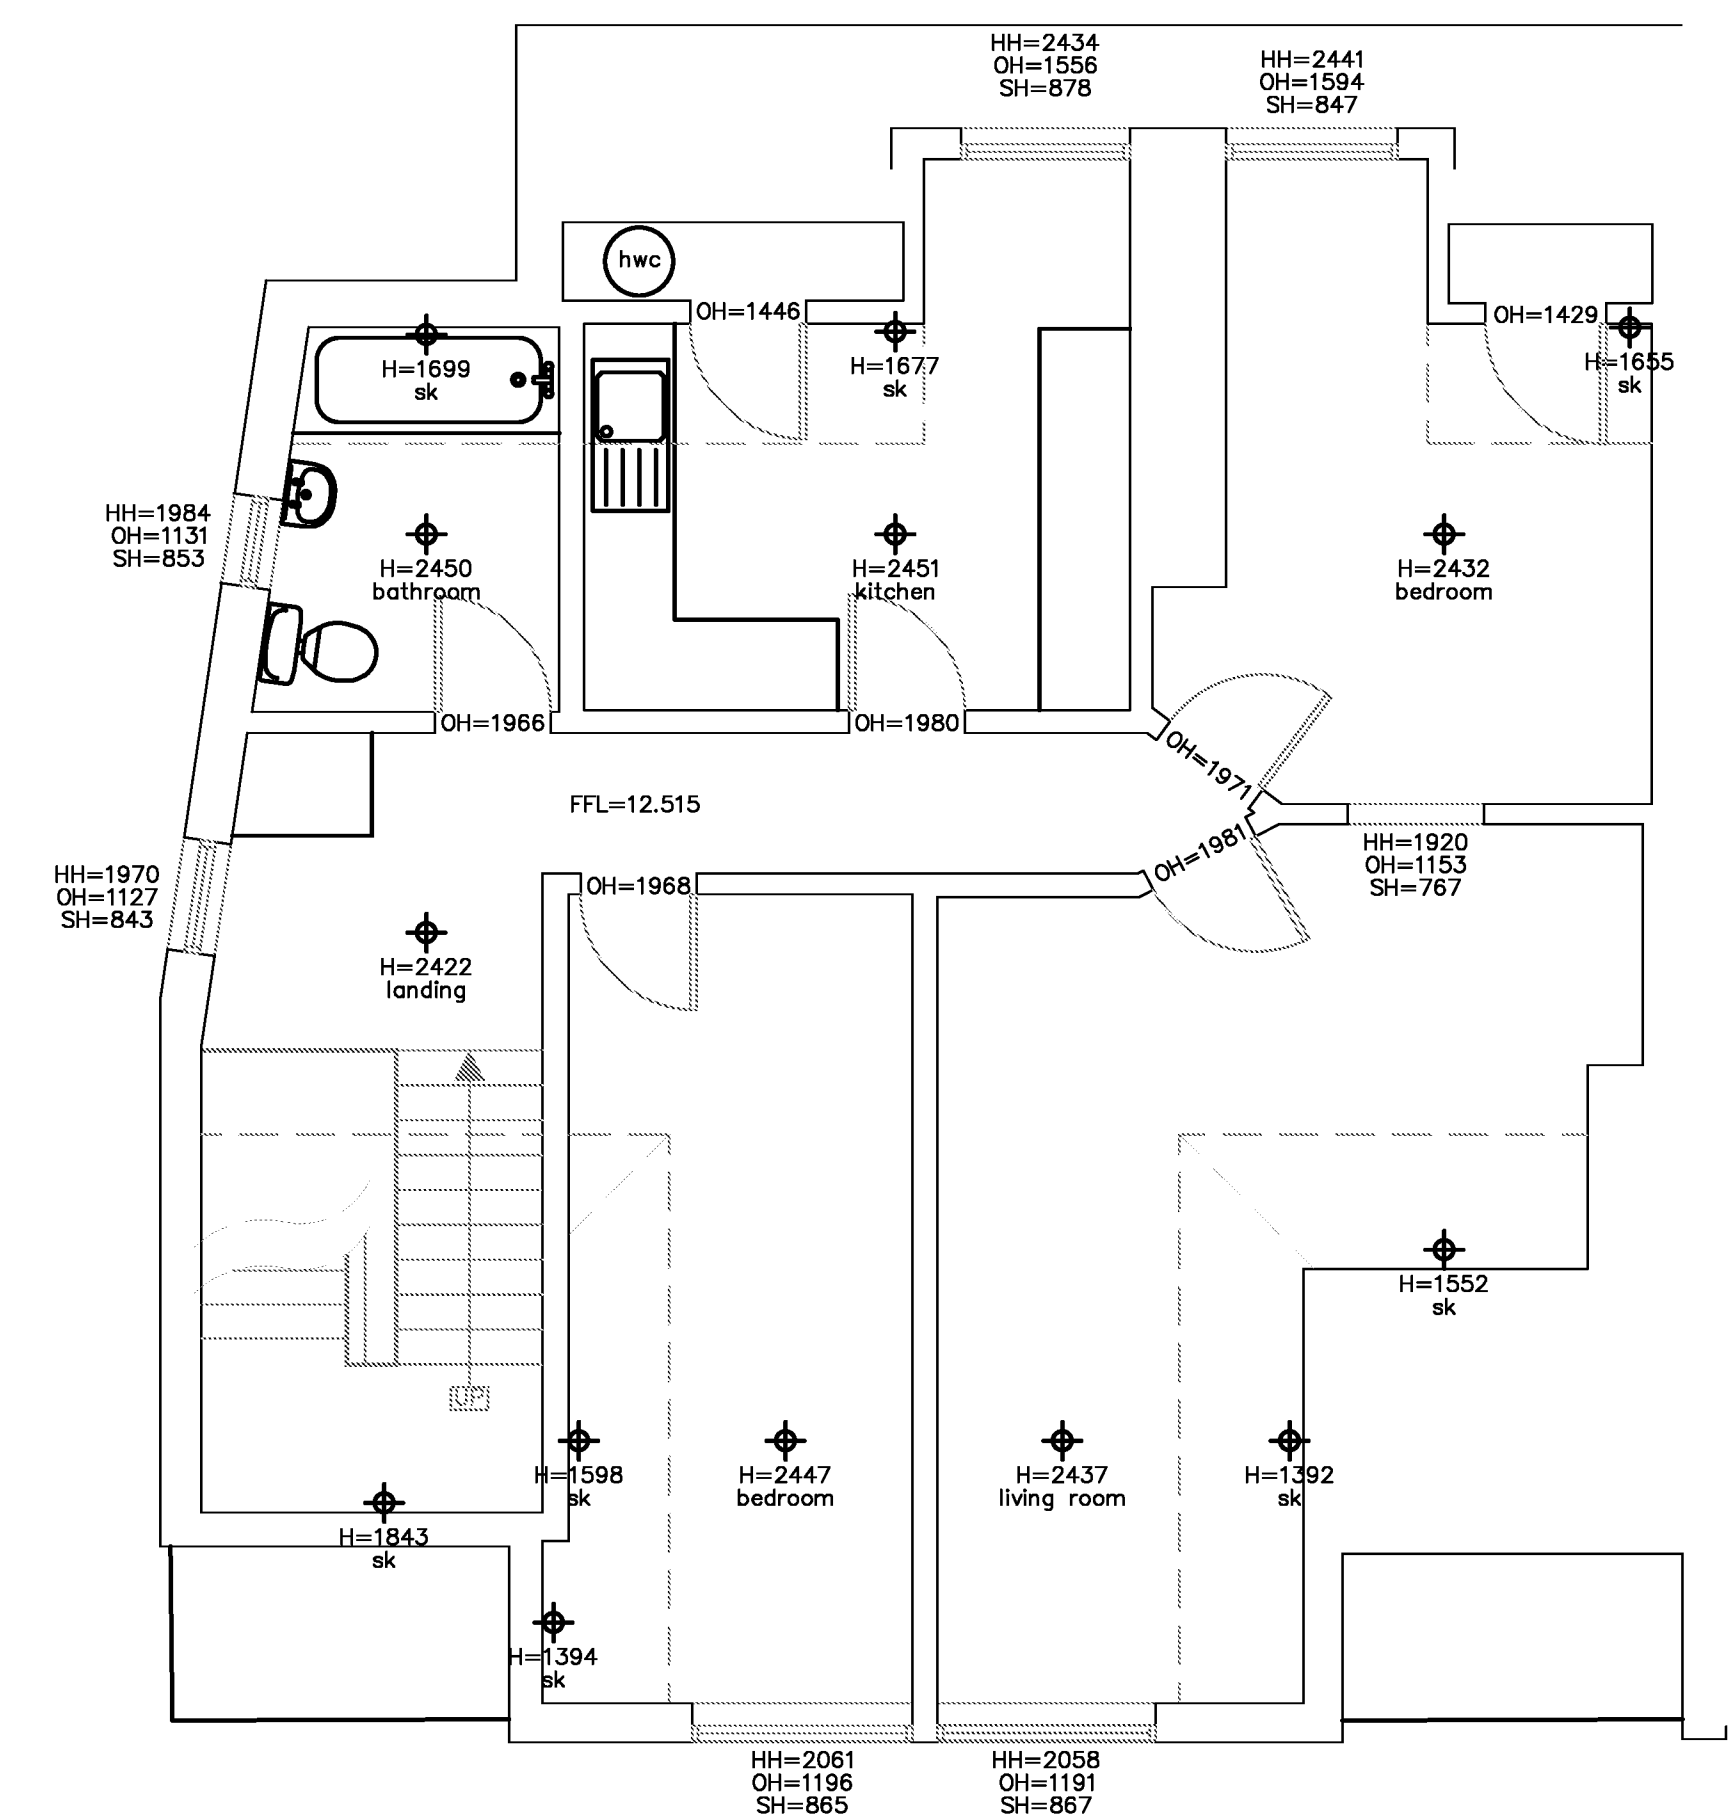 HH=2434
OH=1556
SH=878
HH=2441
OH=1594
SH=847
hwc
OH=1446
OH=1429
H=1699
sk
H=1677
sk
H=1655
sk
HH=1984
OH=1131
SH=853
H=2450
bathroom
H=2451
kitchen
H=2432
bedroom
OH=1966
OH=1980
OH=1971
FFL=12.515
OH=1981
HH=1920
OH=1153
SH=767
HH=1970
OH=1127
SH=843
OH=1968
H=2422
landing
H=1552
sk
UP
H=1598
sk
H=2447
bedroom
H=2437
living room
H=1392
sk
H=1843
sk
H=1394
sk
HH=2061
OH=1196
SH=865
HH=2058
OH=1191
SH=867